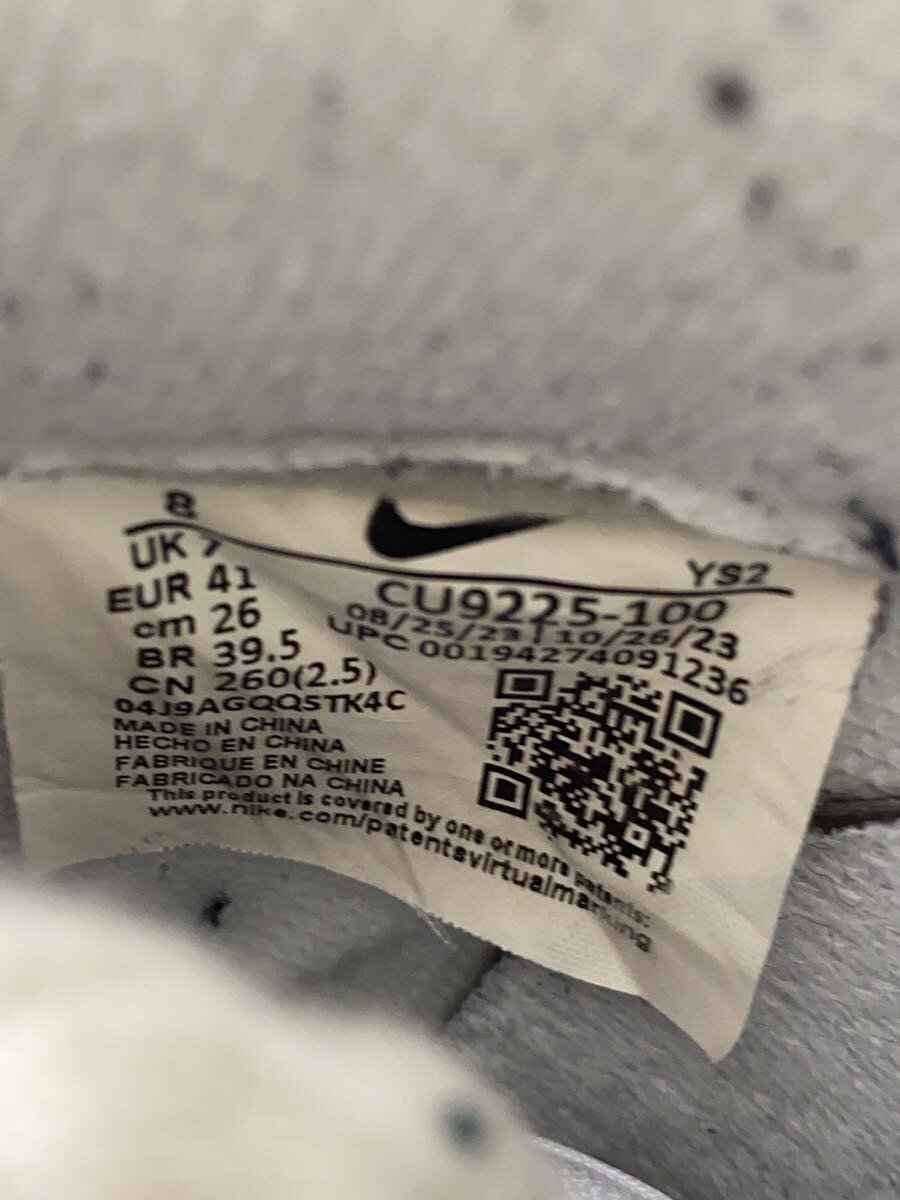 8
UK 7
EUR 41
cm 26
BR 39.5
CN 260(2.5)
04J9AGQQSTK4C
MADE IN CHINA
HECHO EN CHINA
FABRIQUE EN CHINE
FABRICADO NA CHINA
YS2
CU9225-100
08/25/23 | 10/26/23
UPC 00194274091236
This product is covered by one or more patents:
www.nike.com/patentsvirtualmarking